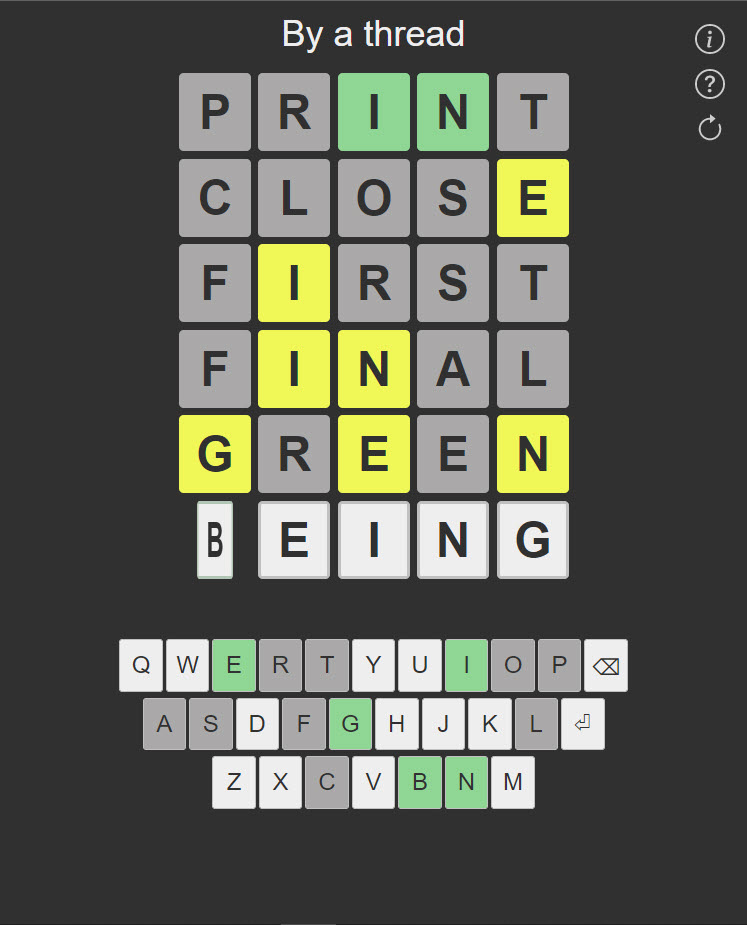 By a thread
i
?
P R I N T
C L O S E
F I R S T
F I N A L
G R E E N
B E I N G
Q W E R T Y U I O P ⌫
A S D F G H J K L ⏎
Z X C V B N M